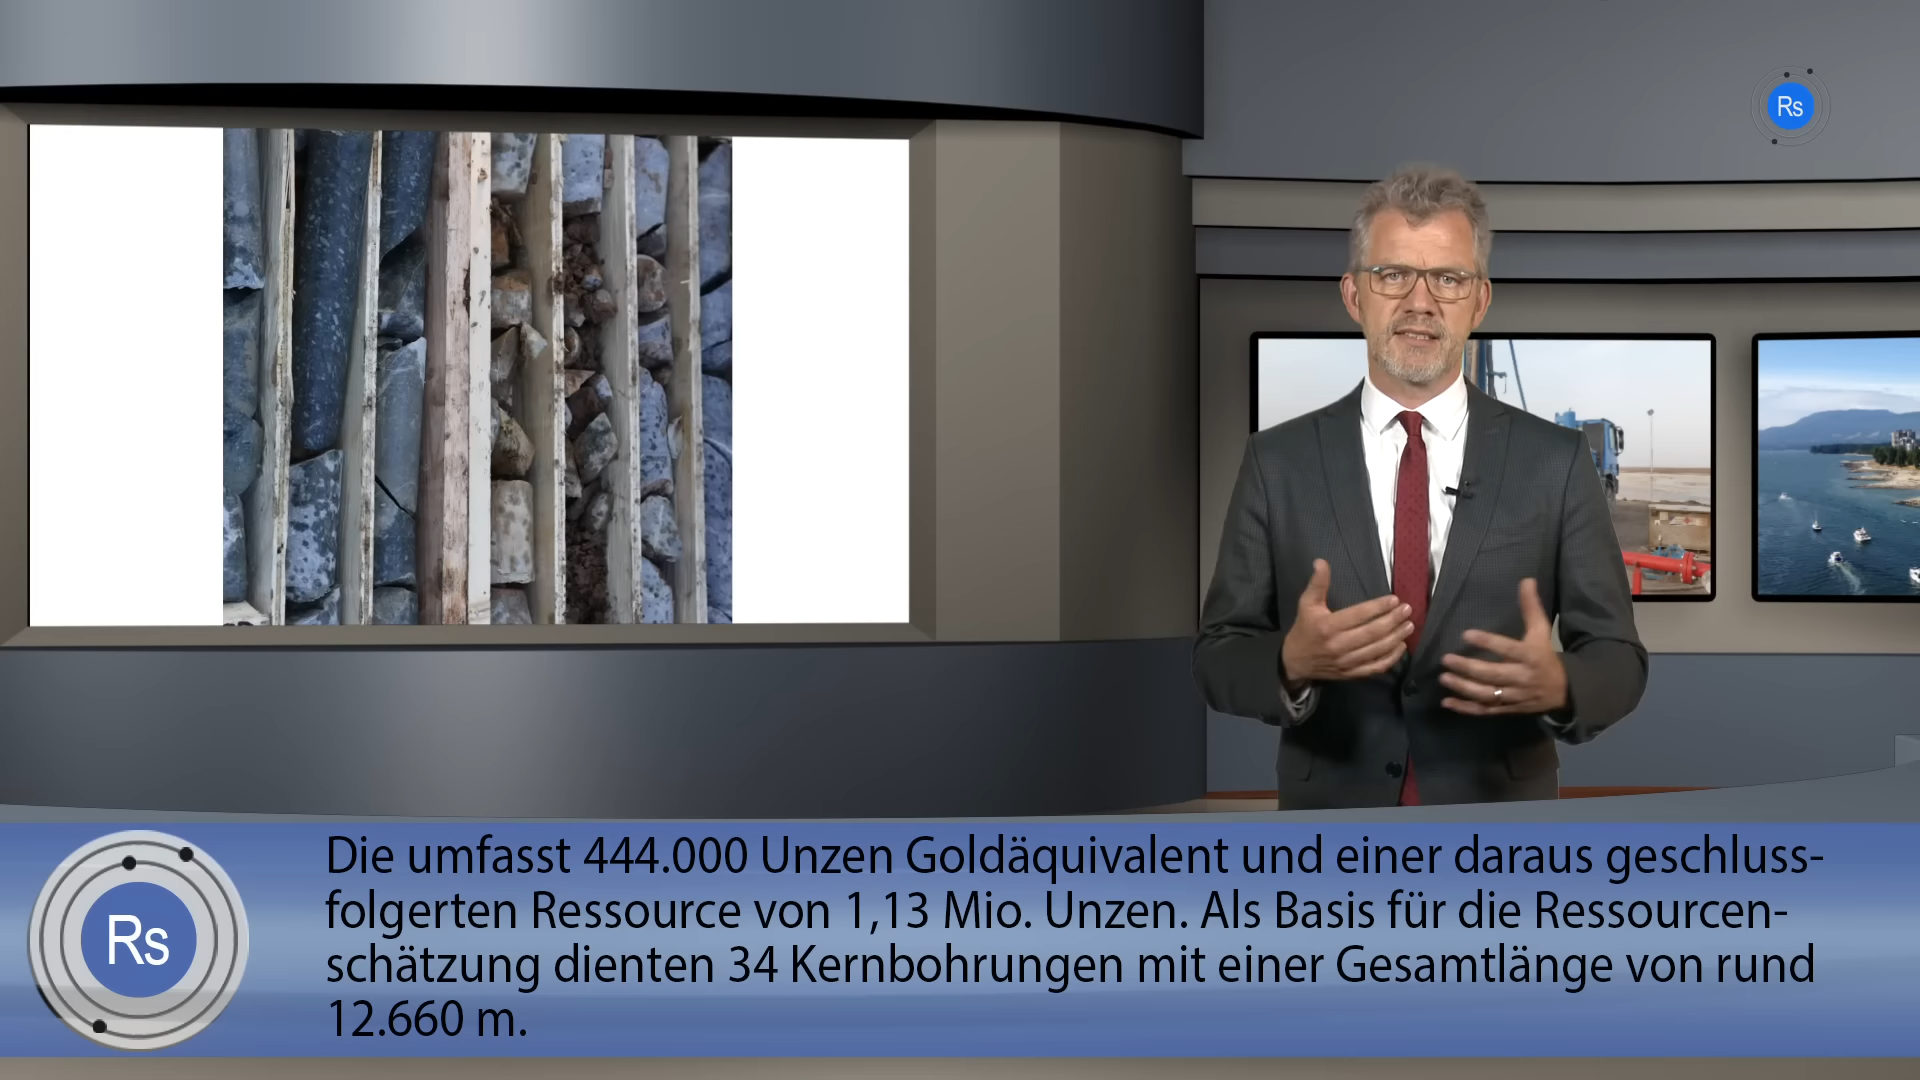 Rs
Die umfasst 444.000 Unzen Goldäquivalent und einer daraus geschluss-
folgerten Ressource von 1,13 Mio. Unzen. Als Basis für die Ressourcen-
schätzung dienten 34 Kernbohrungen mit einer Gesamtlänge von rund
12.660 m.
Rs